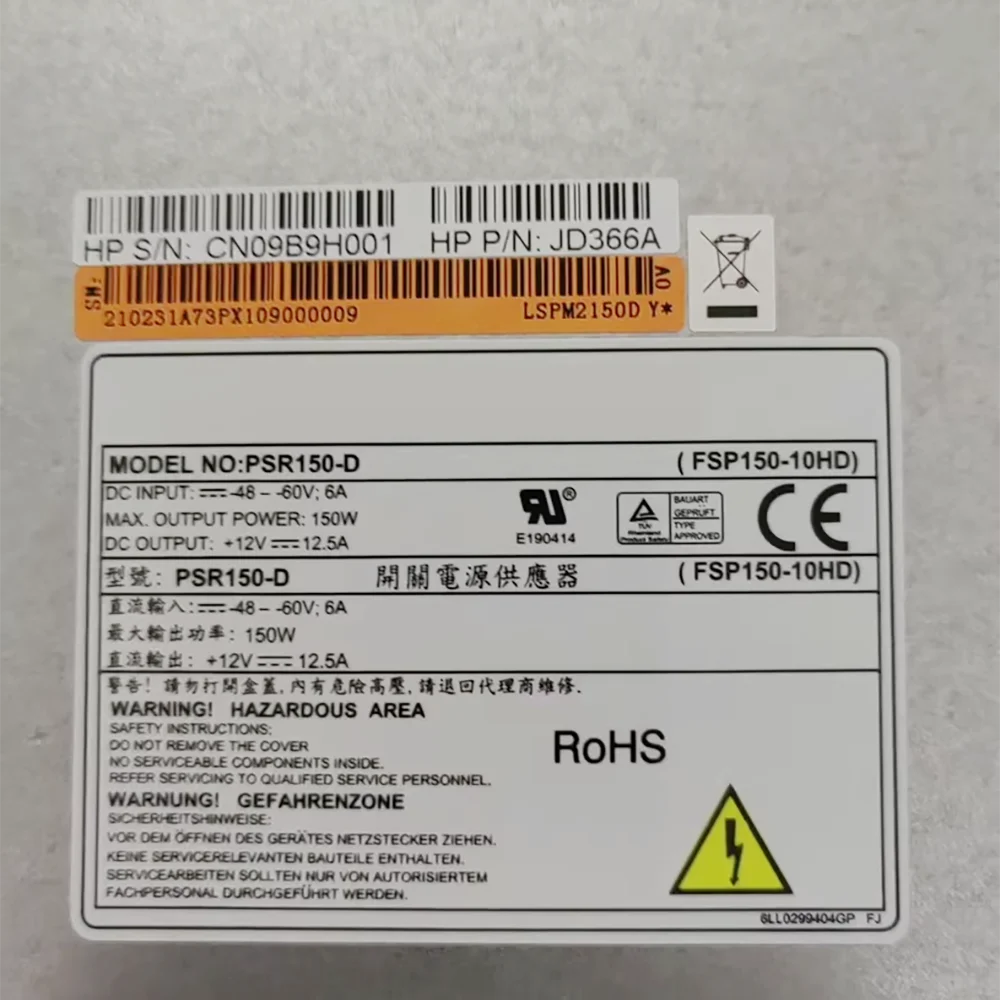 HP S/N: CN09B9H001 HP P/N: JD366A
210231A73PX109000009 LSPM2150D Y*
0V
MODEL NO:PSR150-D (FSP150-10HD)
DC INPUT: -48 – -60V; 6A
MAX. OUTPUT POWER: 150W
DC OUTPUT: +12V 12.5A
E190414
TÜV
Rheinland
Product Safety
BAUART
GEPRÜFT
TYPE
APPROVED
CE
型號: PSR150-D 開關電源供應器 (FSP150-10HD)
直流輸入: -48 – -60V; 6A
最大輸出功率: 150W
直流輸出: +12V 12.5A
警告! 請勿打開盒蓋,內有危險高壓,請退回代理商維修.
WARNING! HAZARDOUS AREA
SAFETY INSTRUCTIONS:
DO NOT REMOVE THE COVER
NO SERVICEABLE COMPONENTS INSIDE.
REFER SERVICING TO QUALIFIED SERVICE PERSONNEL.
RoHS
WARNUNG! GEFAHRENZONE
SICHERHEITSHINWEISE:
VOR DEM ÖFFNEN DES GERÄTES NETZSTECKER ZIEHEN.
KEINE SERVICERELEVANTEN BAUTEILE ENTHALTEN.
SERVICEARBEITEN SOLLTEN NUR VON AUTORISIERTEM
FACHPERSONAL DURCHGEFÜHRT WERDEN.
6LL0299404GP FJ